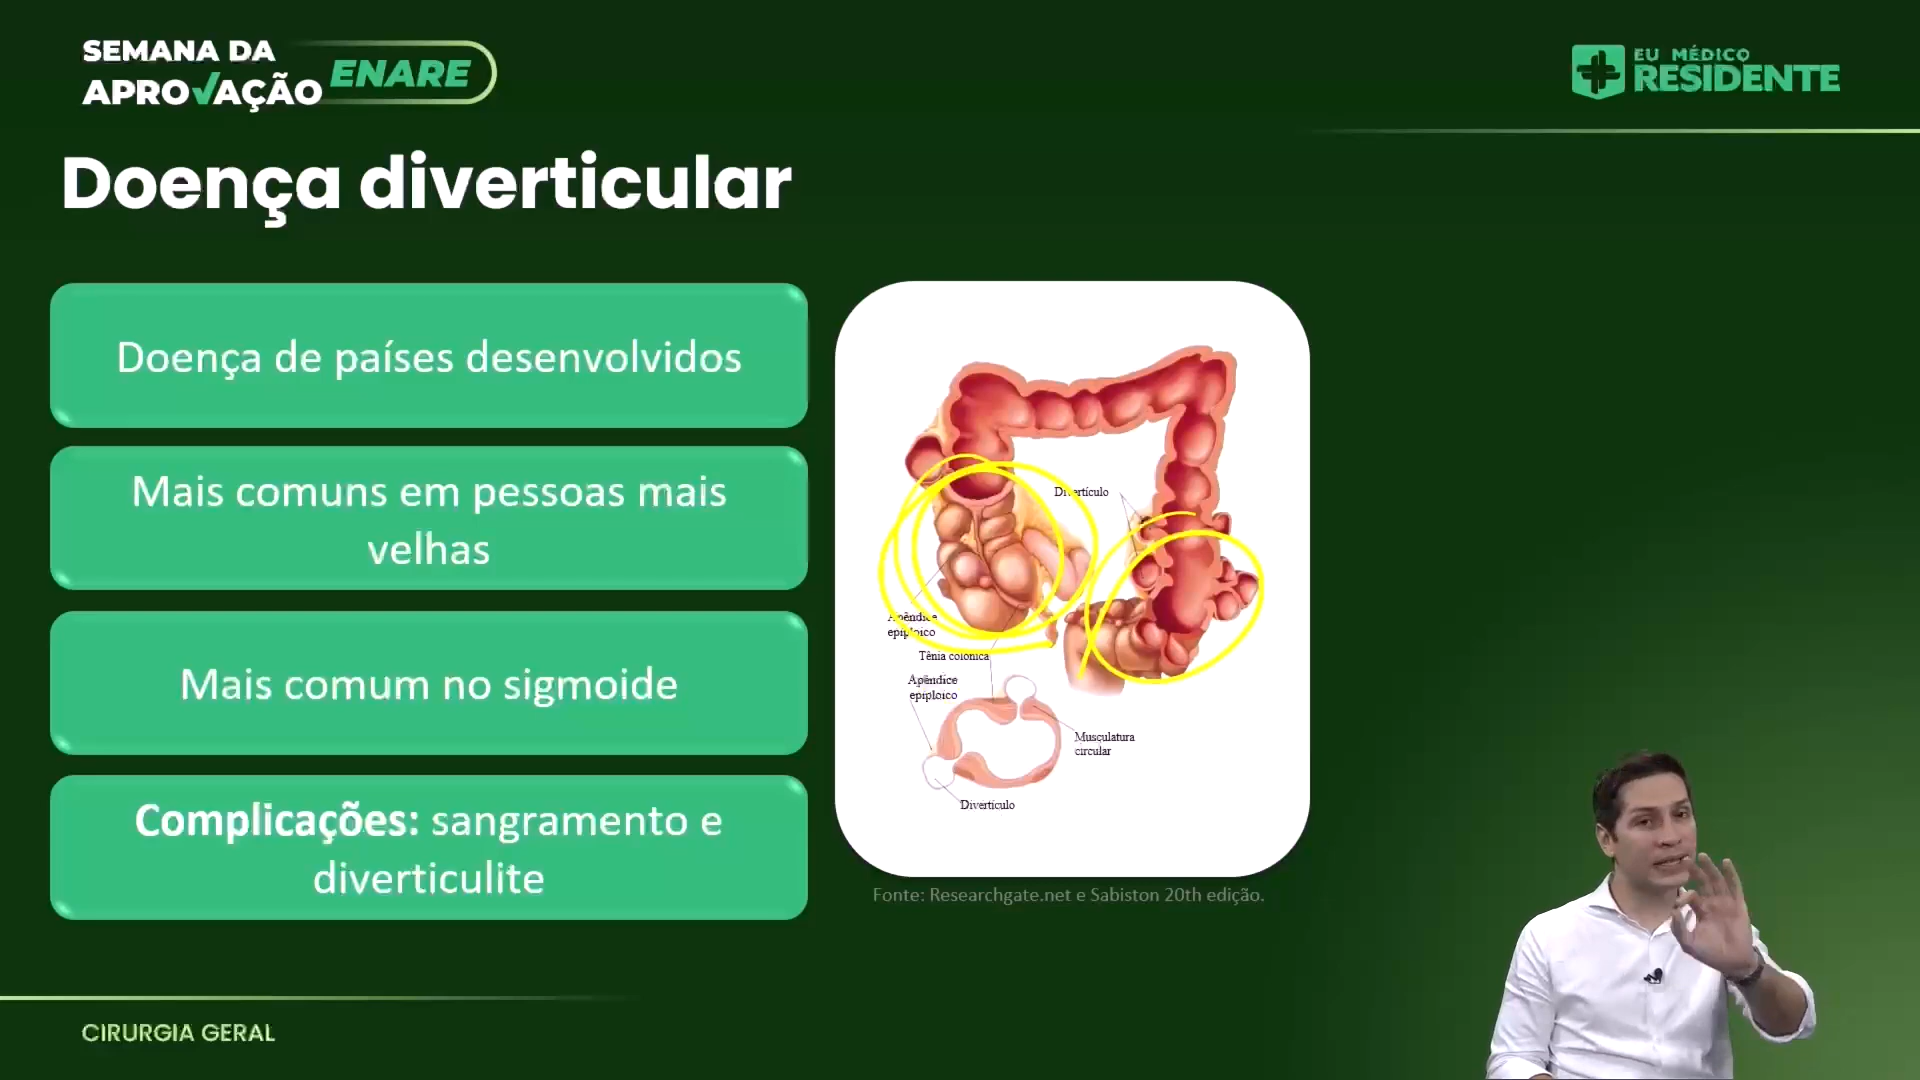 SEMANA DA
APROVAÇÃO ENARE
EU MÉDICO
RESIDENTE
Doença diverticular
Doença de países desenvolvidos
Mais comuns em pessoas mais
velhas
Mais comum no sigmoide
Complicações: sangramento e
diverticulite
Divertículo
Apêndice
epiploico
Tênia colônica
Apêndice
epiploico
Musculatura
circular
Divertículo
Fonte: Researchgate.net e Sabiston 20th edição.
CIRURGIA GERAL